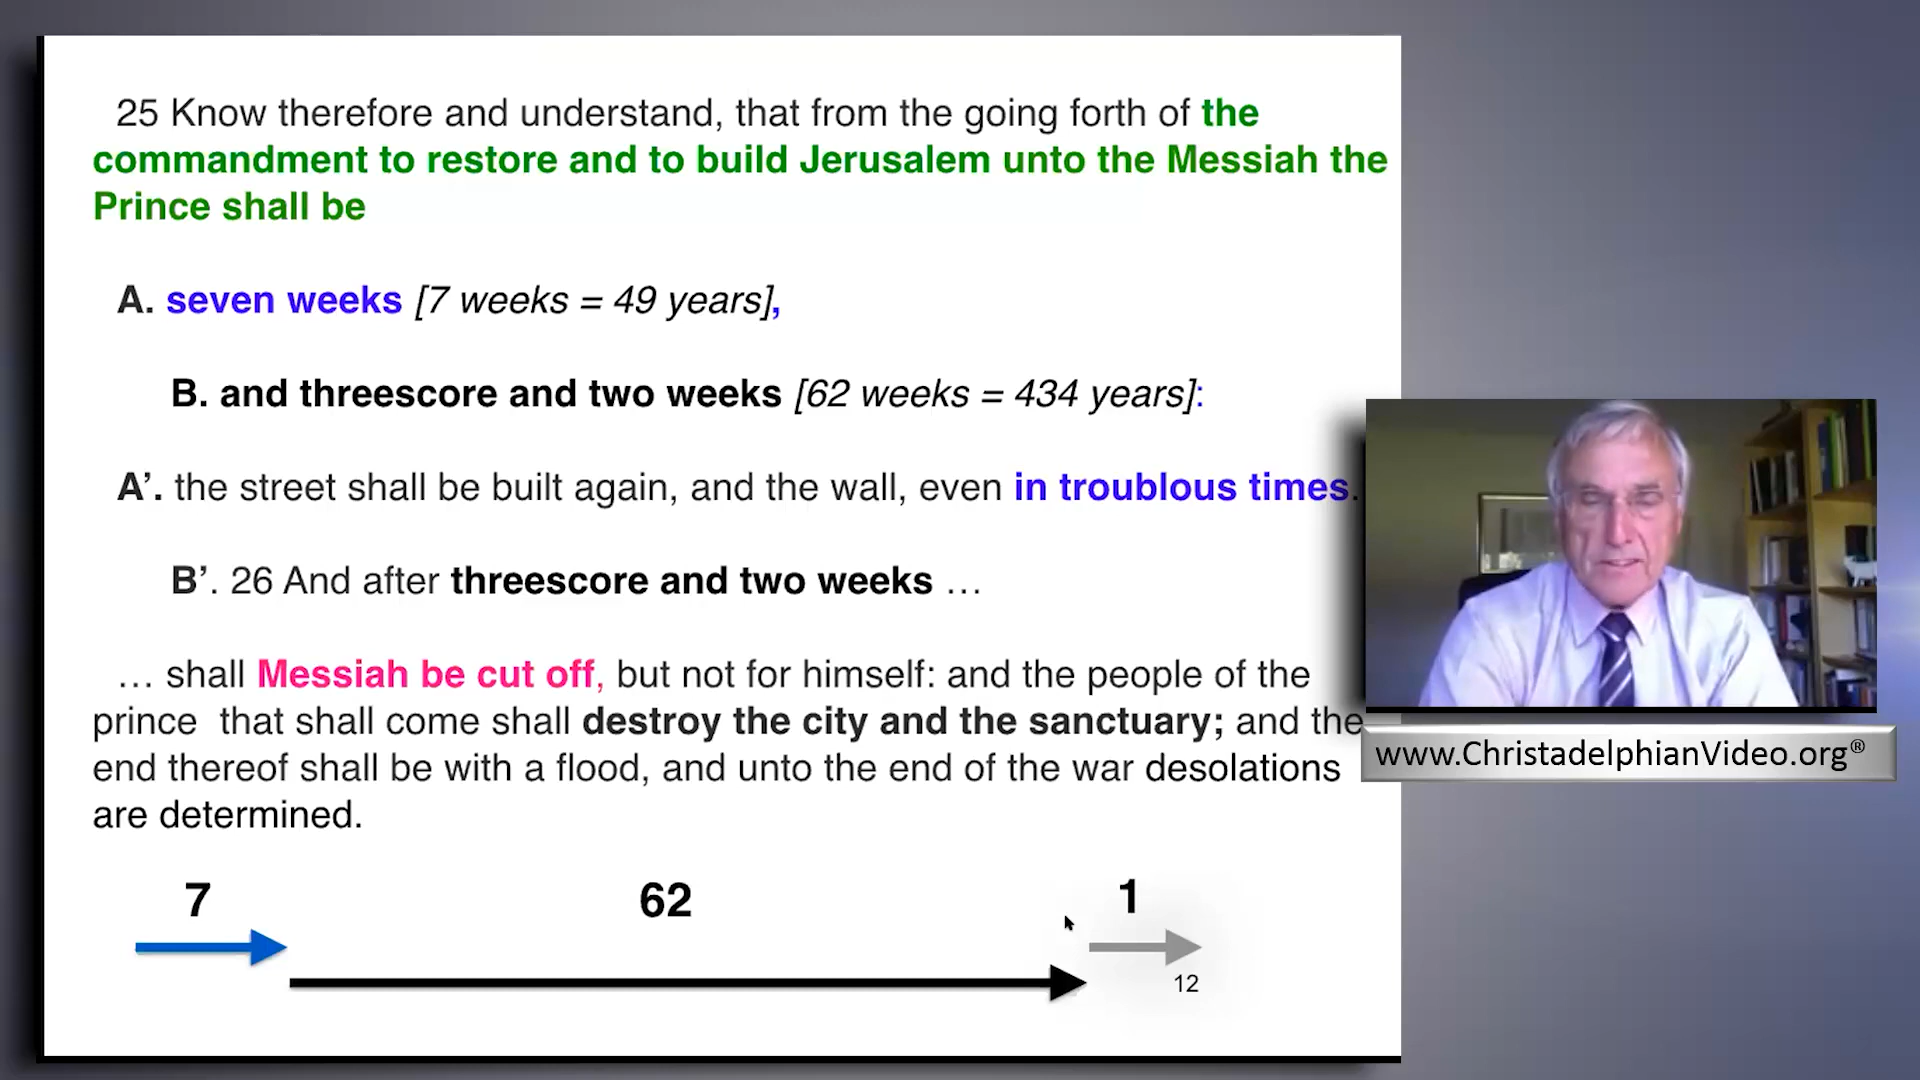 25 Know therefore and understand, that from the going forth of the
commandment to restore and to build Jerusalem unto the Messiah the
Prince shall be
A. seven weeks [7 weeks = 49 years],
B. and threescore and two weeks [62 weeks = 434 years]:
A’. the street shall be built again, and the wall, even in troublous times.
B’. 26 And after threescore and two weeks …
… shall Messiah be cut off, but not for himself: and the people of the
prince that shall come shall destroy the city and the sanctuary; and the
end thereof shall be with a flood, and unto the end of the war desolations
are determined.
7 62 1
12
www.ChristadelphianVideo.org®